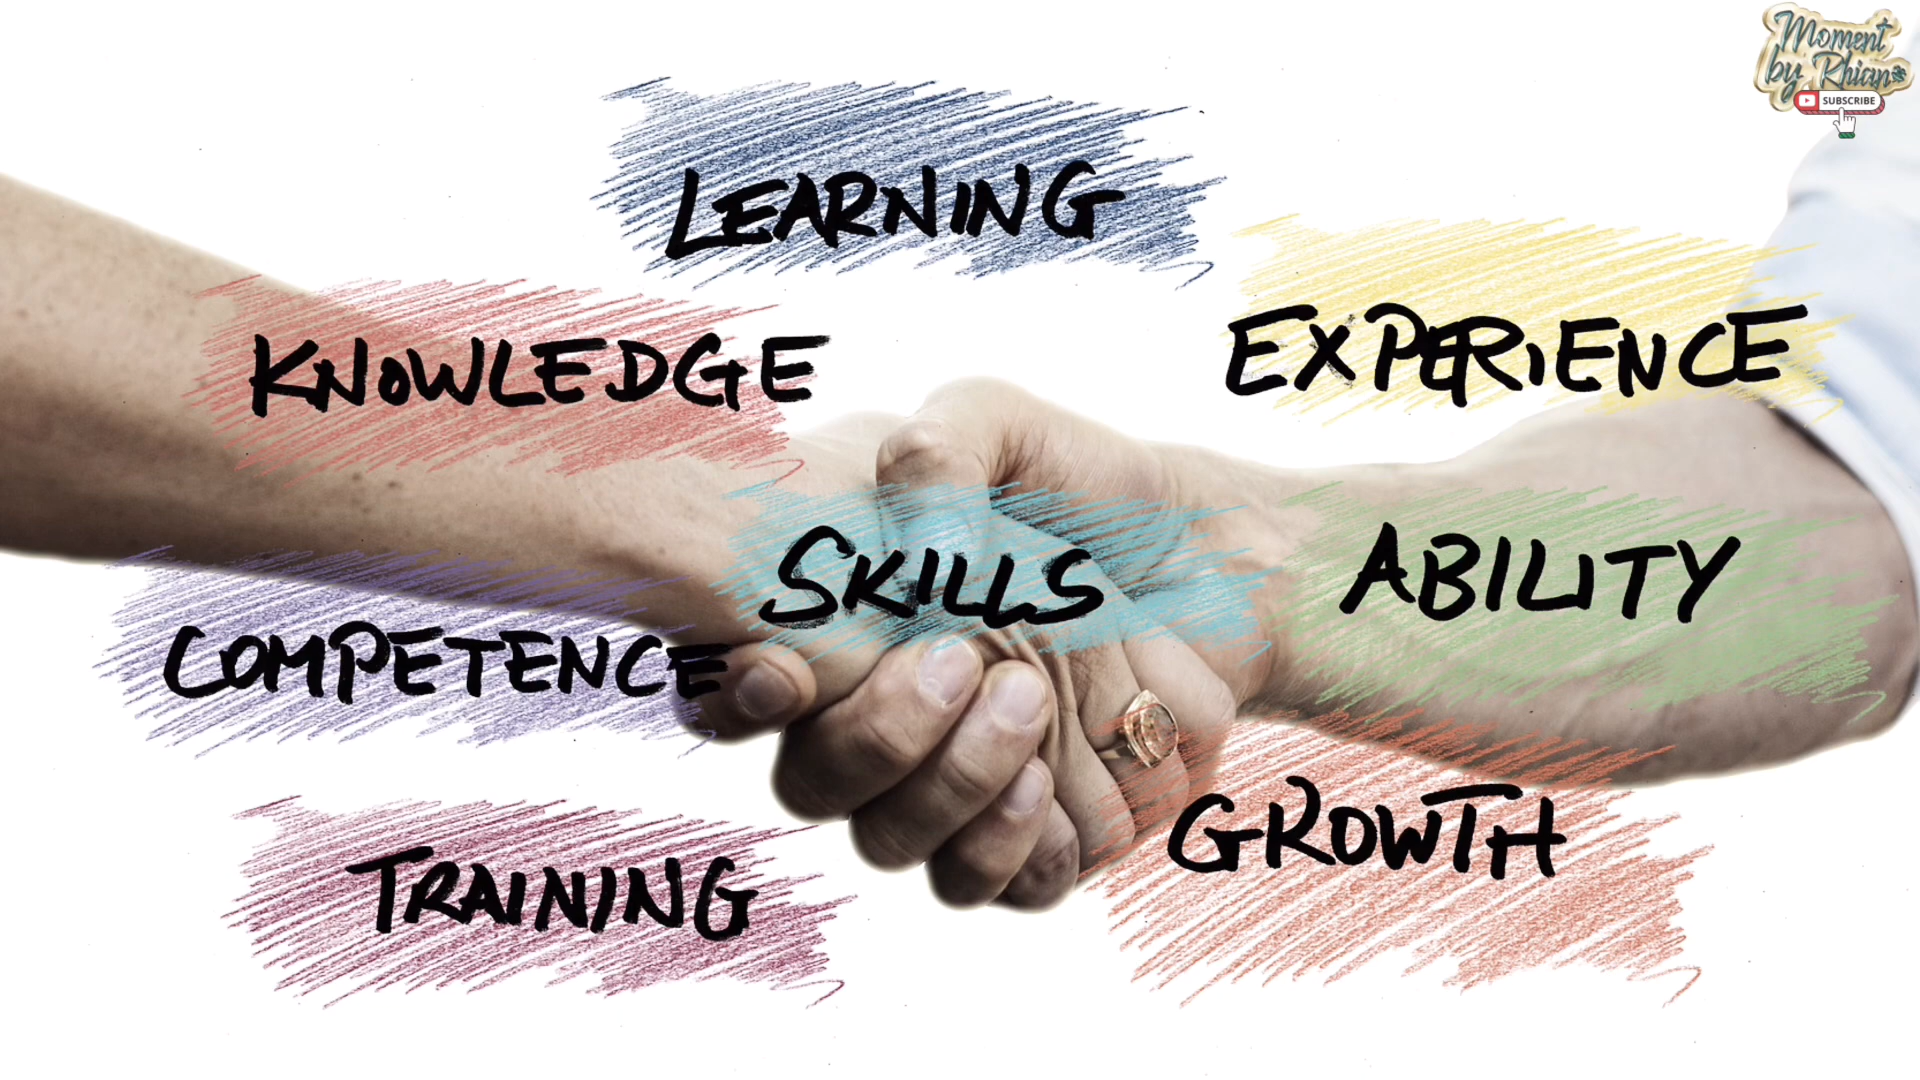 Moment
by Rhian
SUBSCRIBE
LEARNING
EXPERIENCE
KNOWLEDGE
SKILLS
ABILITY
COMPETENCE
GROWTH
TRAINING